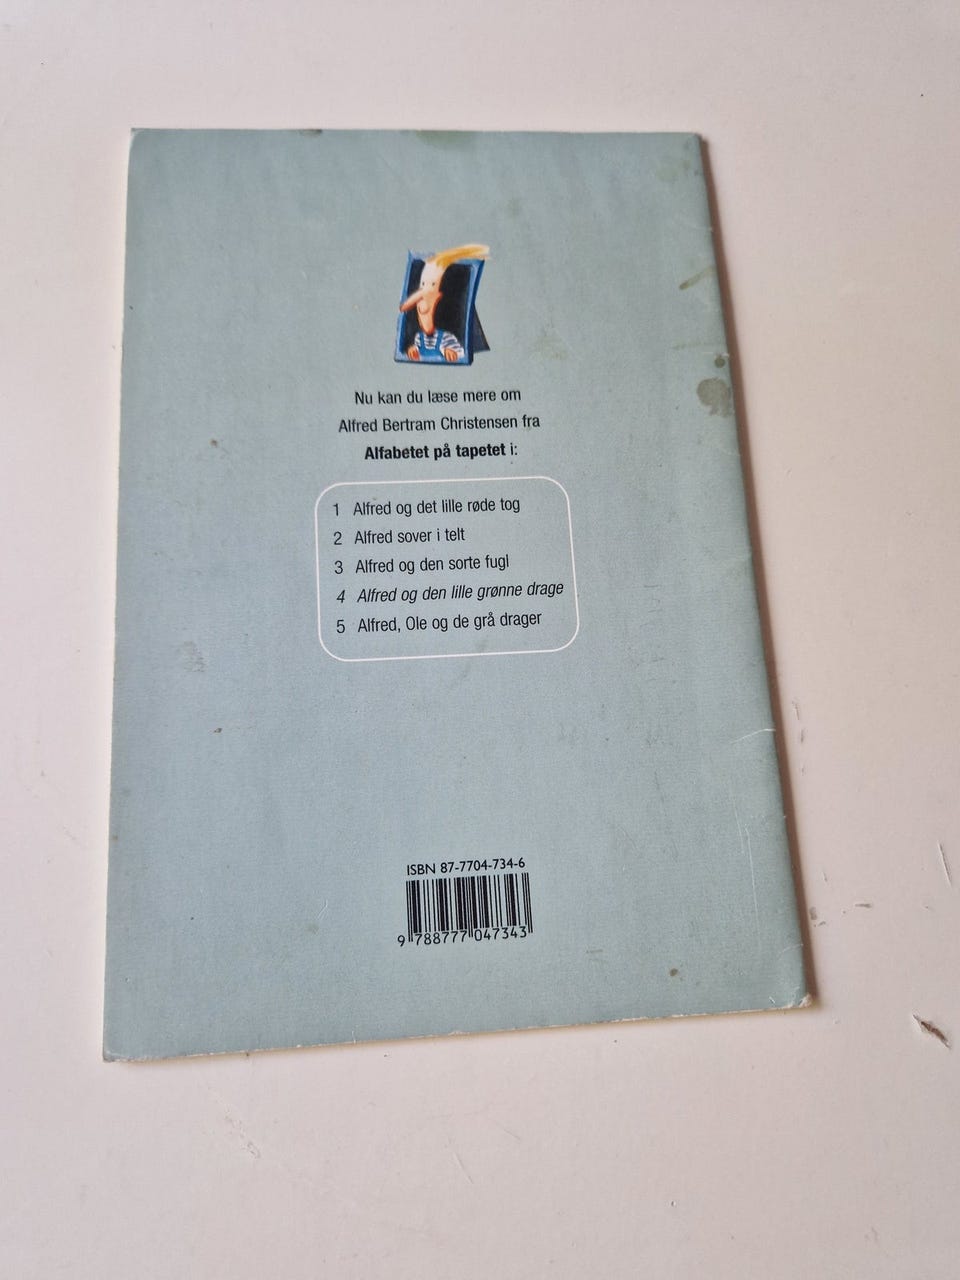 Nu kan du læse mere om
Alfred Bertram Christensen fra
Alfabetet på tapetet i:
1 Alfred og det lille røde tog
2 Alfred sover i telt
3 Alfred og den sorte fugl
4 Alfred og den lille grønne drage
5 Alfred, Ole og de grå drager
ISBN 87-7704-734-6
9 788777 047343